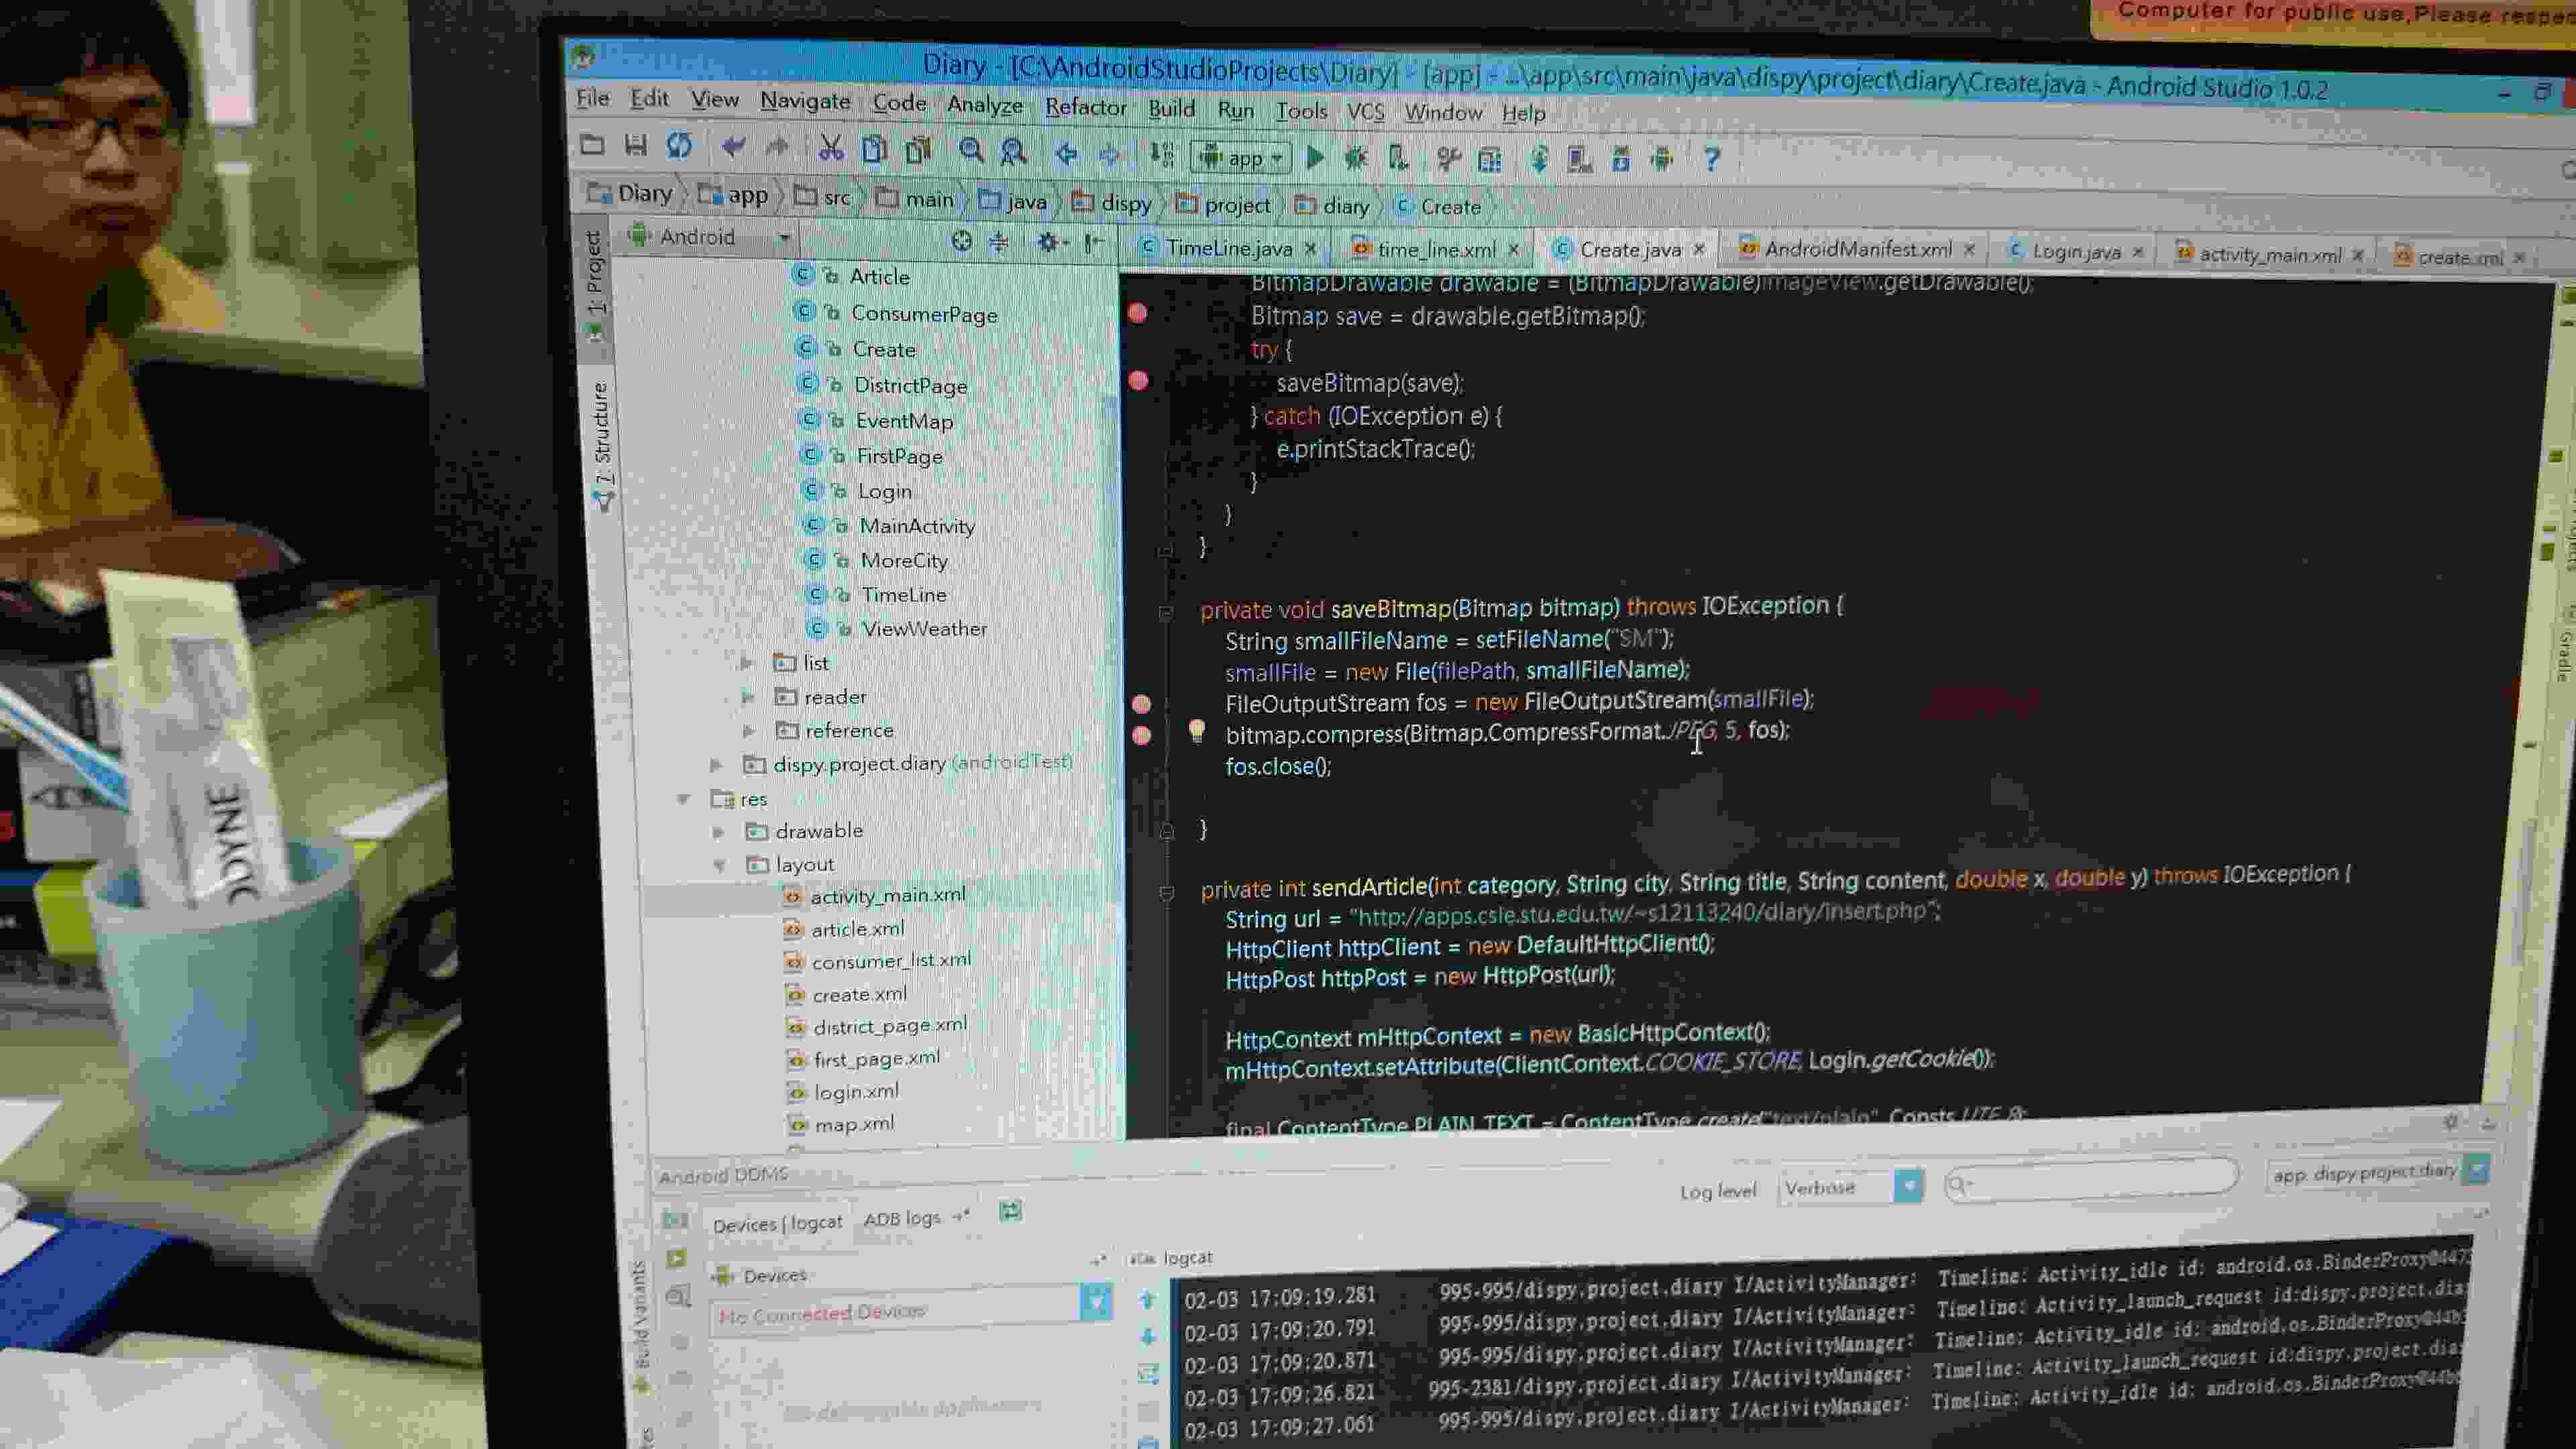 Computer for public use,Please
Diary - [C:\AndroidStudioProjects\Diary] - [app] - ...\app\src\main\java\dispy\project\diary\Create.java - Android Studio 1.0.2
File Edit View Navigate Code Analyze Refactor Build Run Tools VCS Window Help
app
Diary app src main java dispy project diary Create
Android
TimeLine.java time_line.xml Create.java AndroidManifest.xml Login.java activity_main.xml create.xml
1: Project
7: Structure
Article
ConsumerPage
Create
DistrictPage
EventMap
FirstPage
Login
MainActivity
MoreCity
TimeLine
ViewWeather
list
reader
reference
dispy.project.diary (androidTest)
res
drawable
layout
activity_main.xml
article.xml
consumer_list.xml
create.xml
district_page.xml
first_page.xml
login.xml
map.xml
BitmapDrawable drawable = (BitmapDrawable)imageView.getDrawable();
Bitmap save = drawable.getBitmap();
try {
saveBitmap(save);
} catch (IOException e) {
e.printStackTrace();
}
}
}
private void saveBitmap(Bitmap bitmap) throws IOException {
String smallFileName = setFileName("SM");
smallFile = new File(filePath, smallFileName);
FileOutputStream fos = new FileOutputStream(smallFile);
bitmap.compress(Bitmap.CompressFormat.JPEG, 5, fos);
fos.close();
}
private int sendArticle(int category, String city, String title, String content, double x, double y) throws IOException {
String url = "http://apps.csie.stu.edu.tw/~s12113240/diary/insert.php";
HttpClient httpClient = new DefaultHttpClient();
HttpPost httpPost = new HttpPost(url);
HttpContext mHttpContext = new BasicHttpContext();
mHttpContext.setAttribute(ClientContext.COOKIE_STORE, Login.getCookie());
final ContentType PLAIN_TEXT = ContentType.create("text/plain", Consts.UTF_8);
Gradle
Android DDMS
Devices | logcat ADB logs
Log level Verbose
app: dispy.project.diary
Devices
No Connected Devices
logcat
Build Variants
02-03 17:09:19.281 995-995/dispy.project.diary I/ActivityManager: Timeline: Activity_idle id: android.os.BinderProxy@447
02-03 17:09:20.791 995-995/dispy.project.diary I/ActivityManager: Timeline: Activity_launch_request id:dispy.project.dia
02-03 17:09:20.871 995-995/dispy.project.diary I/ActivityManager: Timeline: Activity_idle id: android.os.BinderProxy@44b
02-03 17:09:26.821 995-2381/dispy.project.diary I/ActivityManager: Timeline: Activity_launch_request id:dispy.project.dia
02-03 17:09:27.061 995-995/dispy.project.diary I/ActivityManager: Timeline: Activity_idle id: android.os.BinderProxy@44b
ODYNE